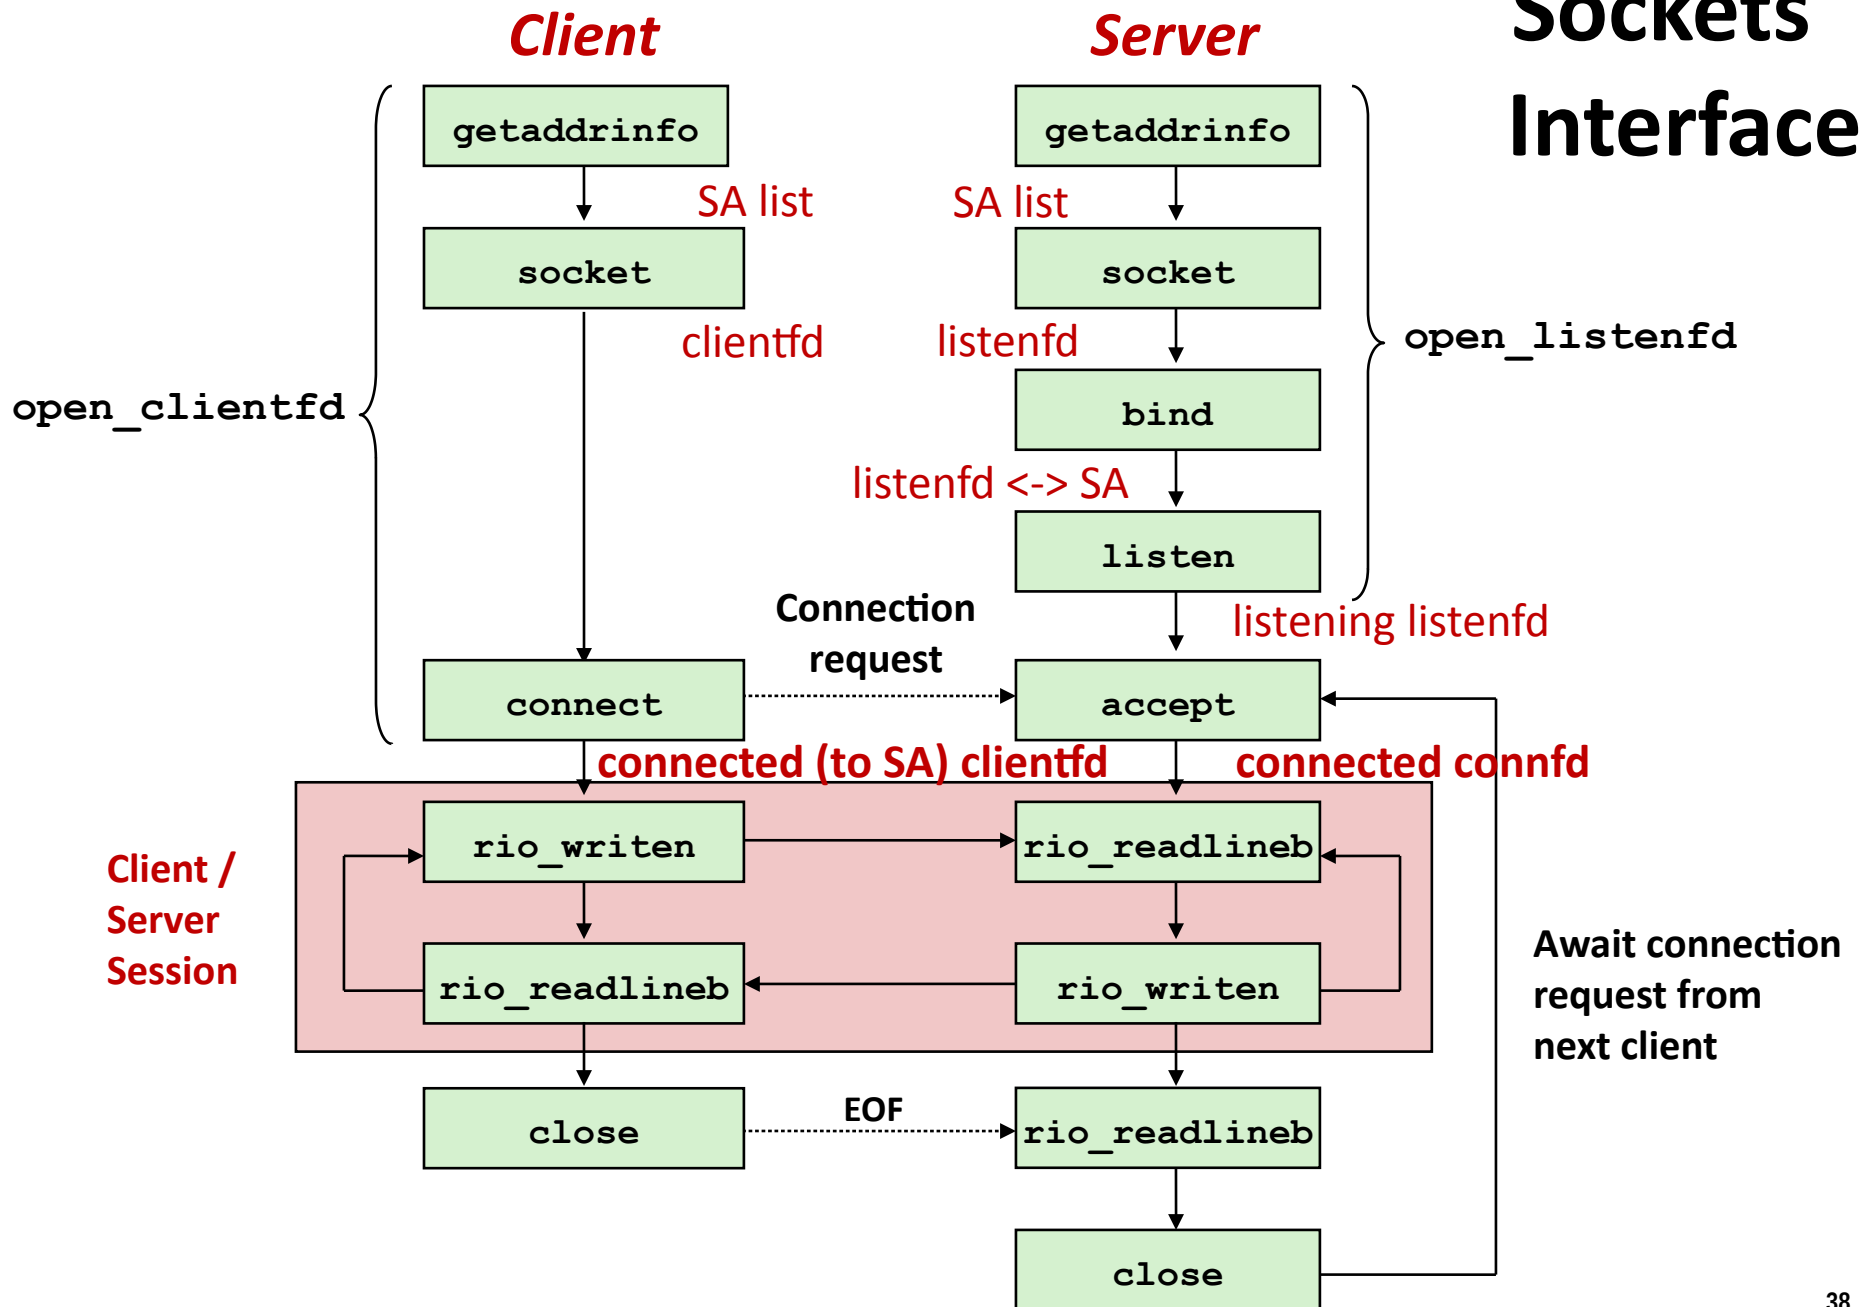 Sockets
Interface
Client
Server
getaddrinfo
getaddrinfo
SA list
SA list
socket
socket
clientfd
listenfd
open_listenfd
open_clientfd
bind
listenfd <-> SA
listen
Connection
request
listening listenfd
connect
accept
connected (to SA) clientfd
connected connfd
Client /
Server
Session
rio_writen
rio_readlineb
rio_readlineb
rio_writen
Await connection
request from
next client
close
EOF
rio_readlineb
close
38